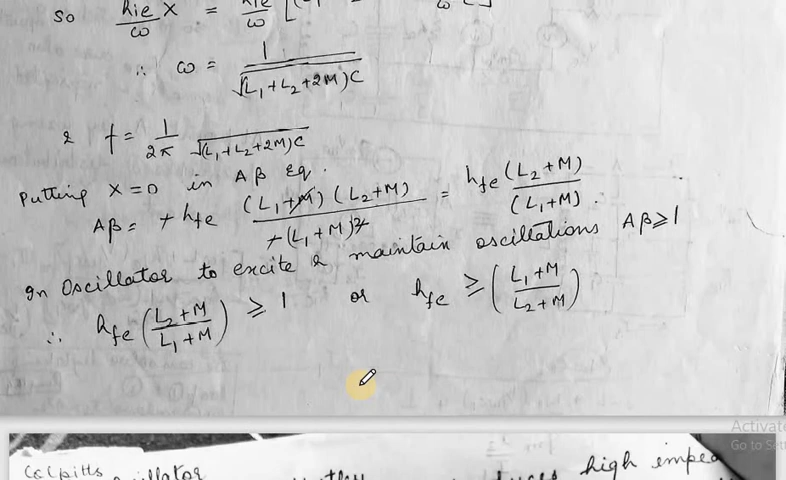 So hie/ω X = hie/ω [
∴ ω = 1/√(L₁+L₂+2M)C
& f = 1/2π √(L₁+L₂+2M)C
Putting X=0 in Aβ Eq.
Aβ = + hfe (L₁+M)(L₂+M)/-(L₁+M)² = hfe (L₂+M)/(L₁+M).
In Oscillator to excite & maintain oscillations Aβ≥1
∴ hfe (L₂+M/L₁+M) ≥ 1 or hfe ≥ (L₁+M/L₂+M)
Activate
Go to Sett
high